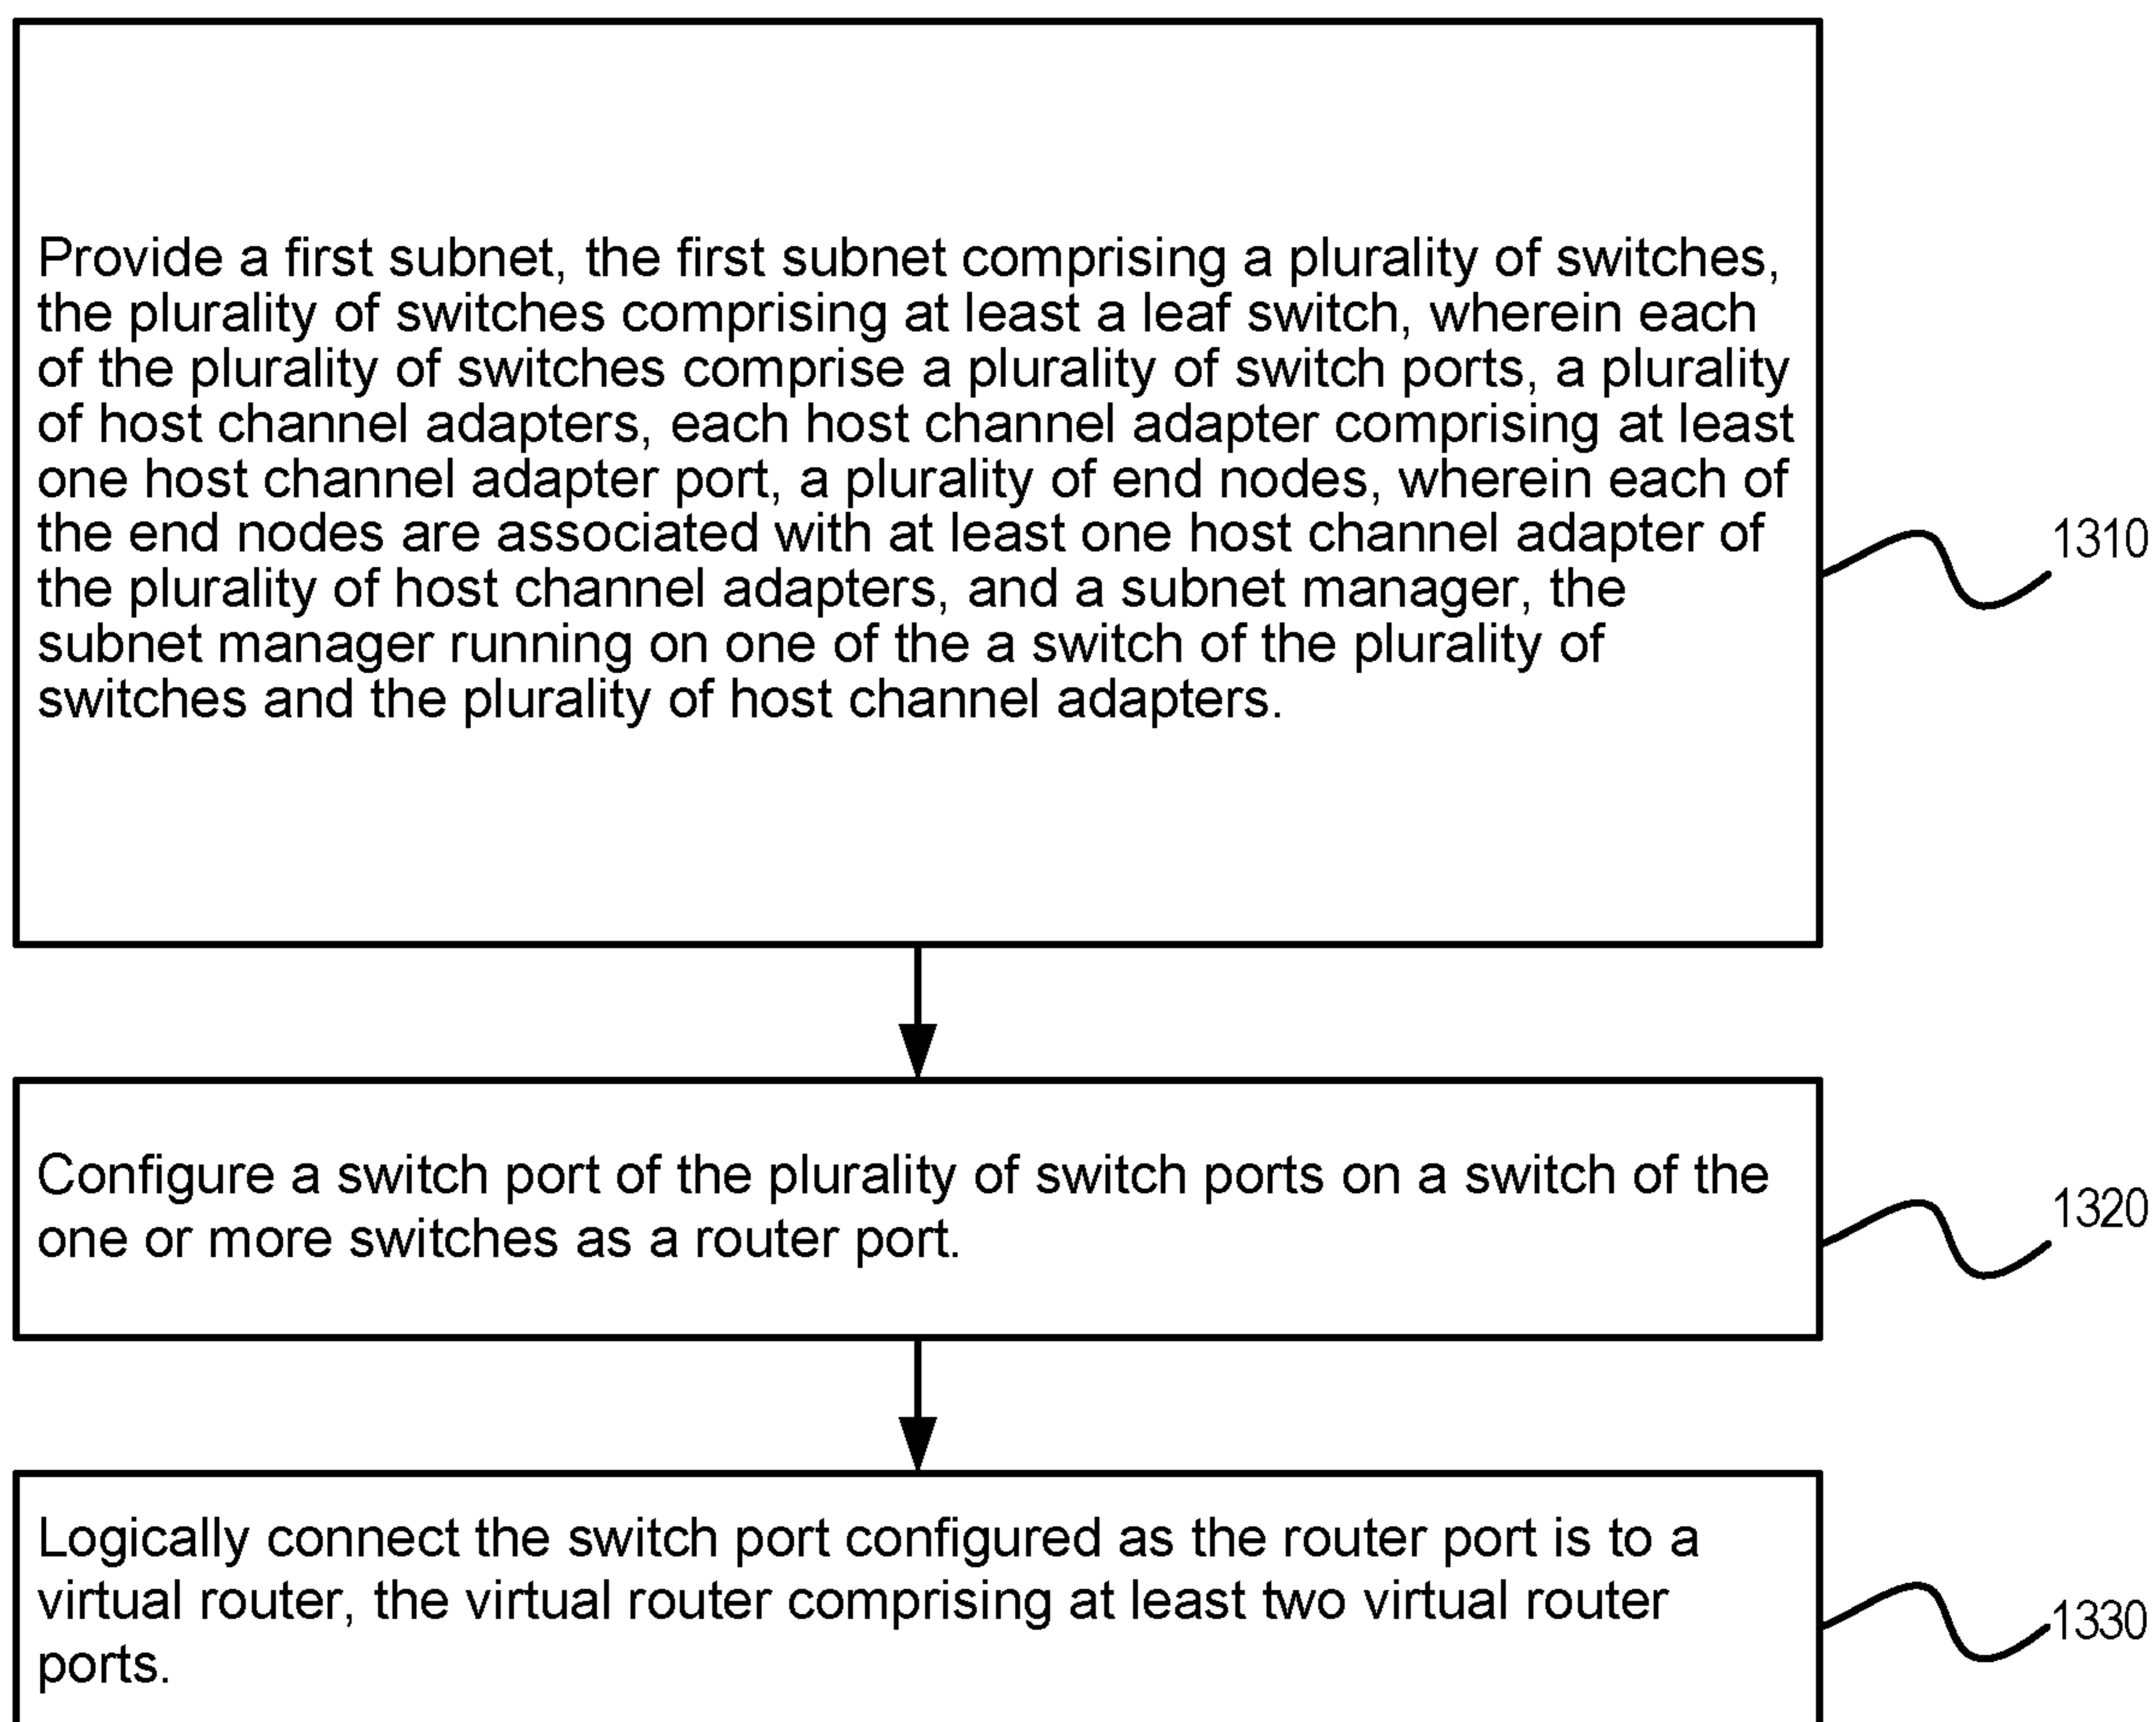 Provide a first subnet, the first subnet comprising a plurality of switches,
the plurality of switches comprising at least a leaf switch, wherein each
of the plurality of switches comprise a plurality of switch ports, a plurality
of host channel adapters, each host channel adapter comprising at least
one host channel adapter port, a plurality of end nodes, wherein each of
the end nodes are associated with at least one host channel adapter of
the plurality of host channel adapters, and a subnet manager, the
subnet manager running on one of the a switch of the plurality of
switches and the plurality of host channel adapters.
1310
Configure a switch port of the plurality of switch ports on a switch of the
one or more switches as a router port.
1320
Logically connect the switch port configured as the router port is to a
virtual router, the virtual router comprising at least two virtual router
ports.
1330